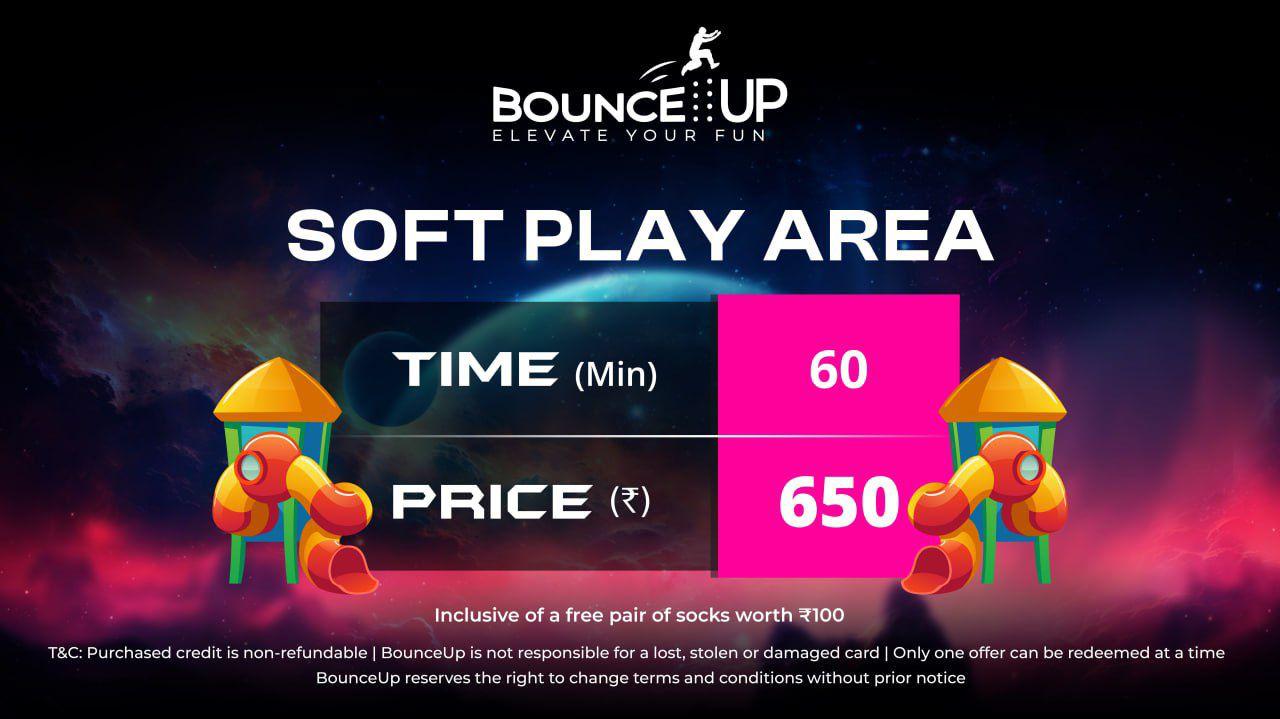 BOUNCE UP
ELEVATE YOUR FUN
SOFT PLAY AREA
TIME (Min) 60
PRICE (₹) 650
Inclusive of a free pair of socks worth ₹100
T&C: Purchased credit is non-refundable | BounceUp is not responsible for a lost, stolen or damaged card | Only one offer can be redeemed at a time
BounceUp reserves the right to change terms and conditions without prior notice